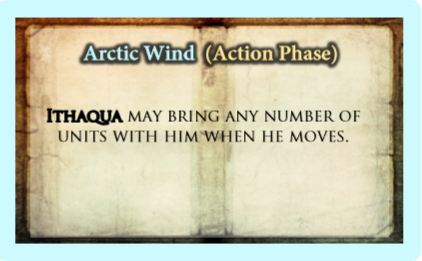 Arctic Wind (Action Phase)
Ithaqua may bring any number of
units with him when he moves.